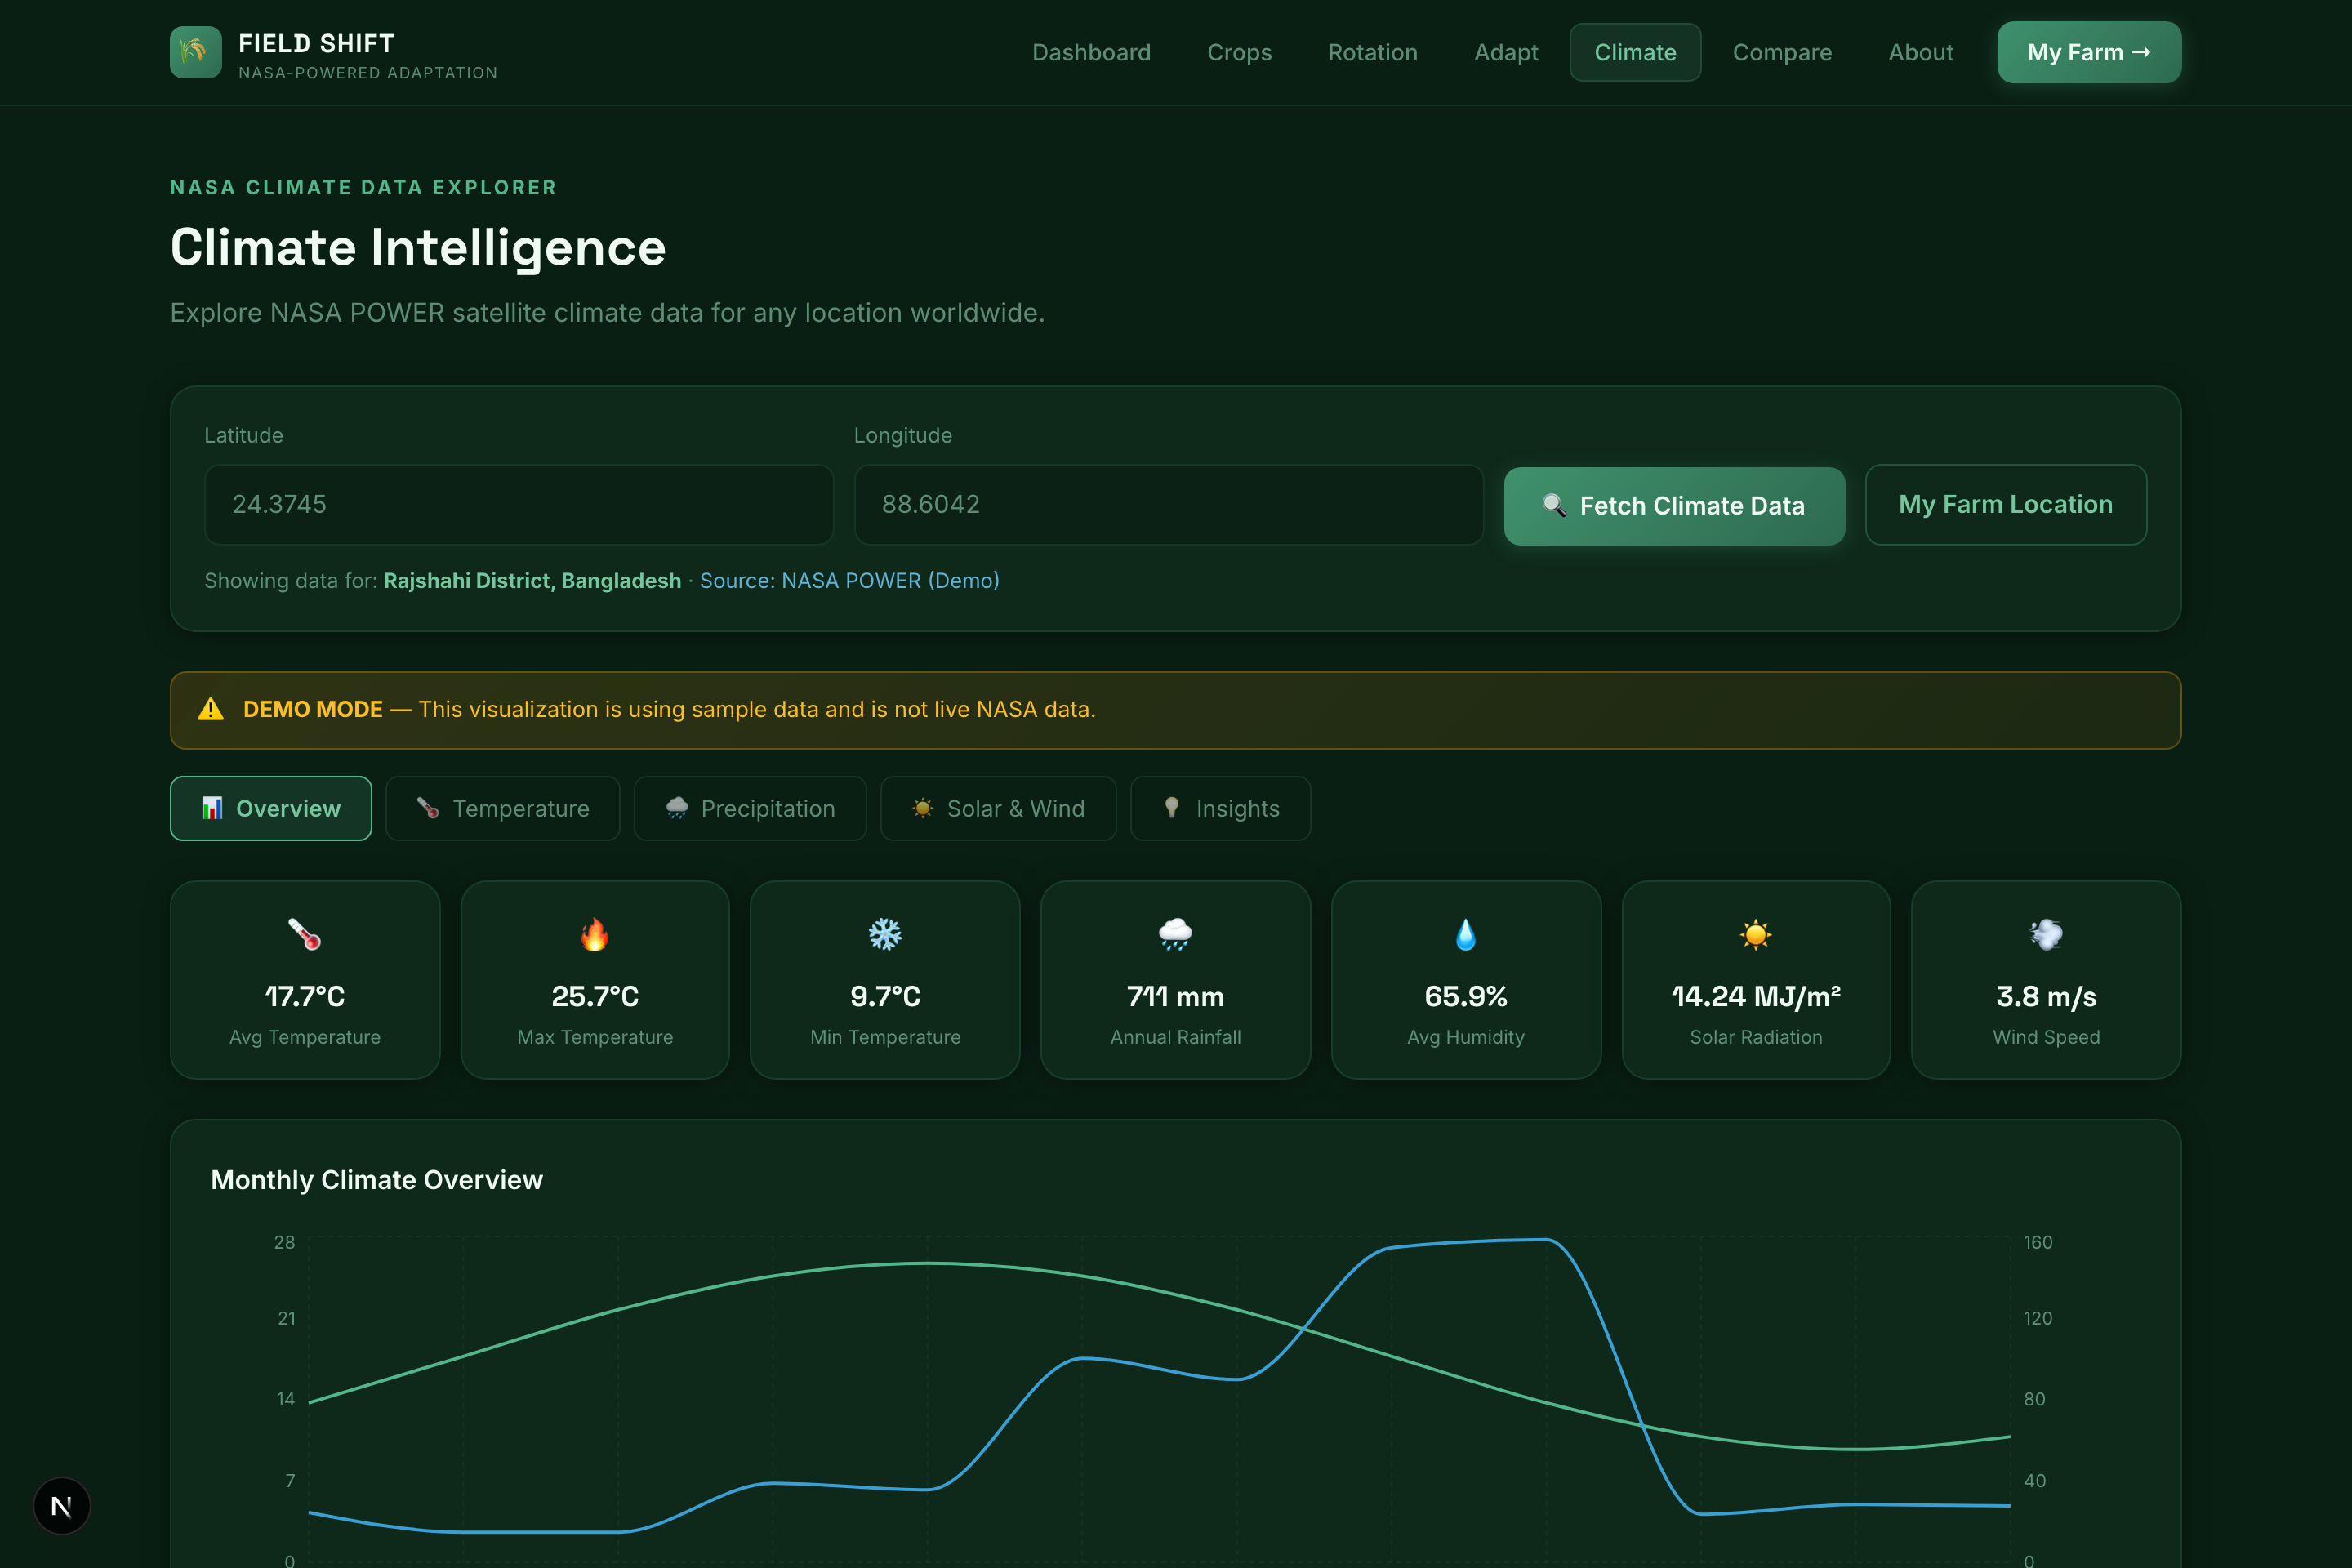 FIELD SHIFT
NASA-POWERED ADAPTATION
Dashboard
Crops
Rotation
Adapt
Climate
Compare
About
My Farm →
NASA CLIMATE DATA EXPLORER
Climate Intelligence
Explore NASA POWER satellite climate data for any location worldwide.
Latitude
Longitude
24.3745
88.6042
Fetch Climate Data
My Farm Location
Showing data for: Rajshahi District, Bangladesh · Source: NASA POWER (Demo)
DEMO MODE — This visualization is using sample data and is not live NASA data.
Overview
Temperature
Precipitation
Solar & Wind
Insights
17.7°C
Avg Temperature
25.7°C
Max Temperature
9.7°C
Min Temperature
711 mm
Annual Rainfall
65.9%
Avg Humidity
14.24 MJ/m²
Solar Radiation
3.8 m/s
Wind Speed
Monthly Climate Overview
28
21
14
7
0
160
120
80
40
0
N